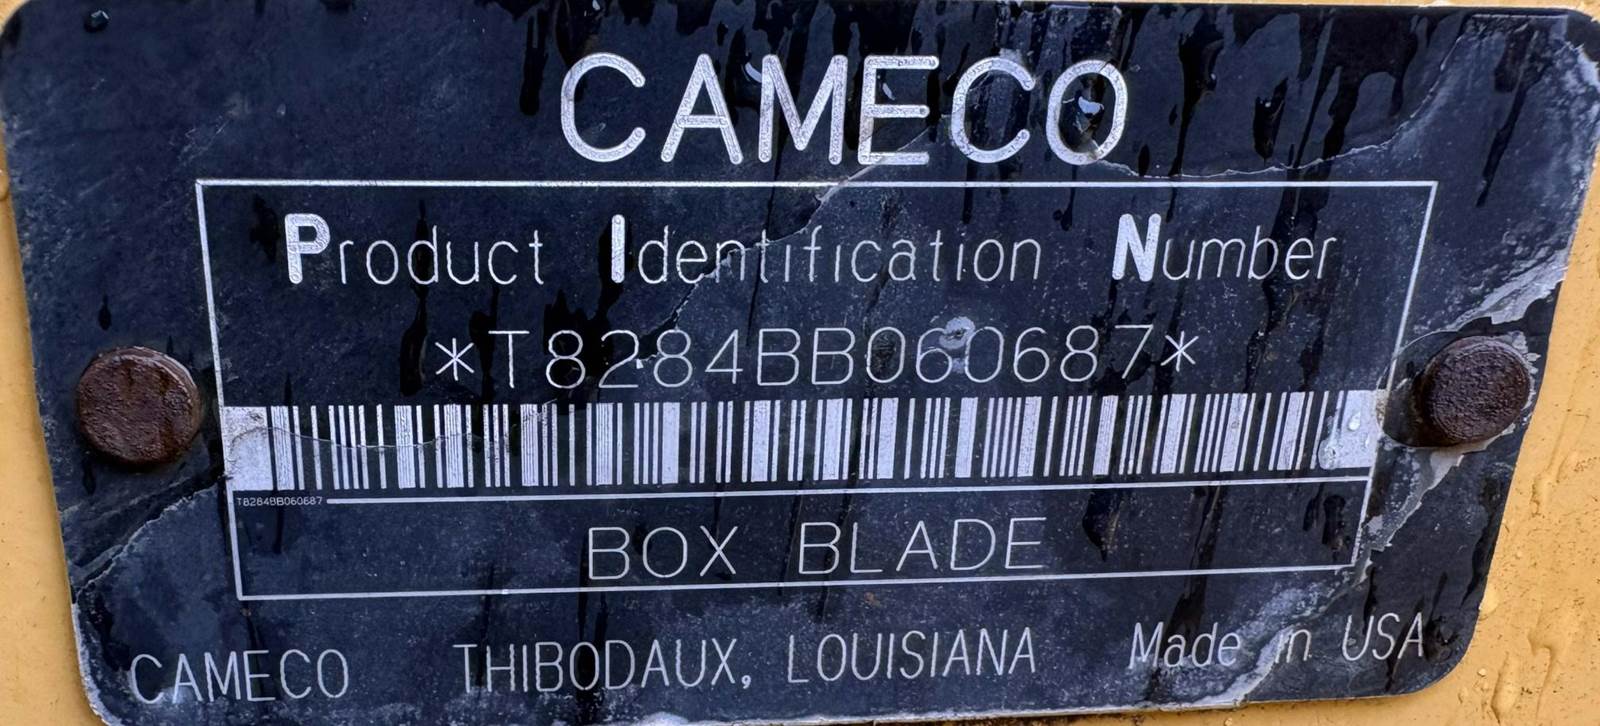 CAMECO
Product Identification Number
*T8284BB060687*
T8284BB060687
BOX BLADE
CAMECO THIBODAUX, LOUISIANA Made in USA